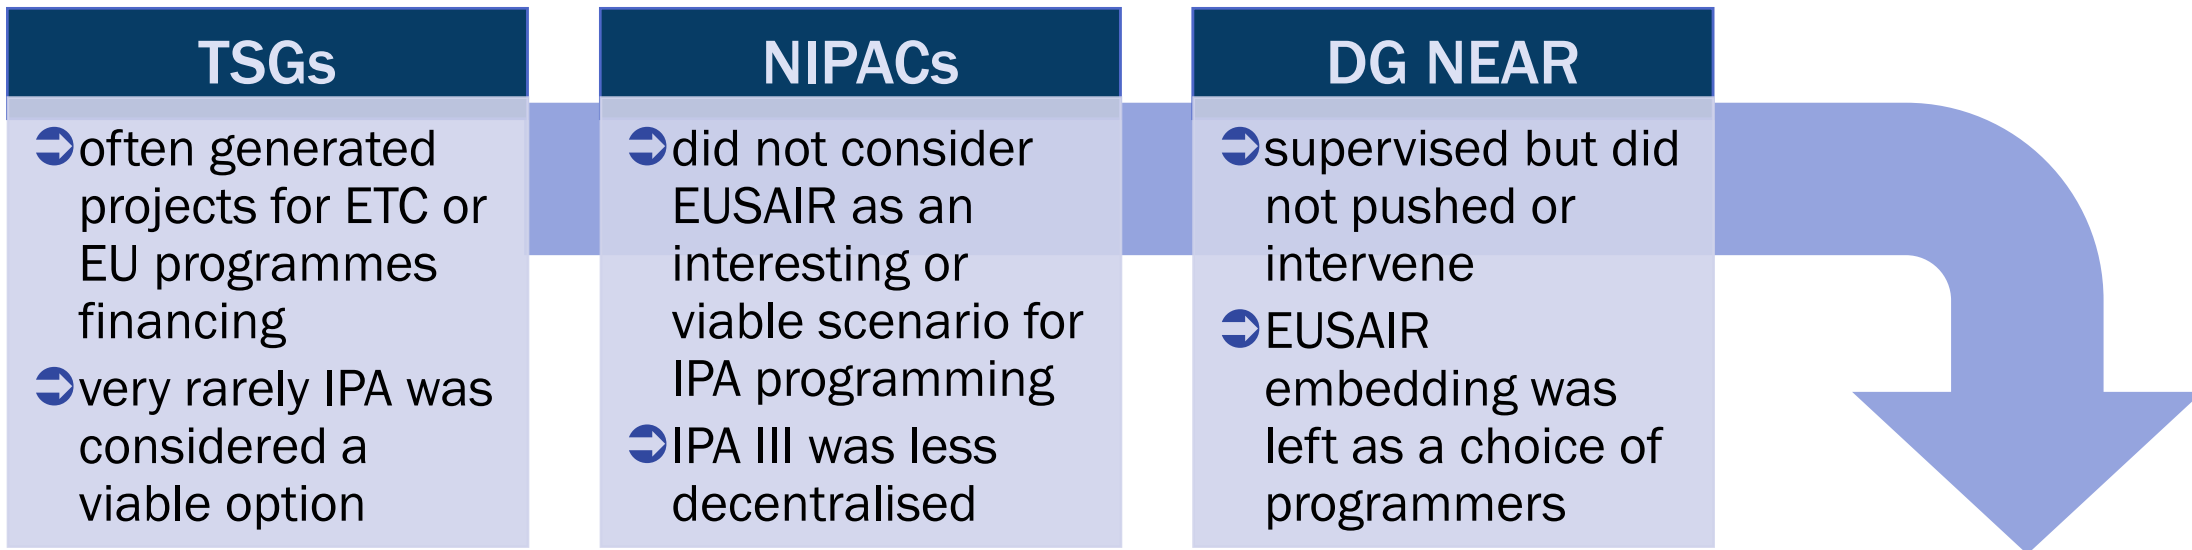 TSGs
often generated
projects for ETC or
EU programmes
financing
very rarely IPA was
considered a
viable option
NIPACs
did not consider
EUSAIR as an
interesting or
viable scenario for
IPA programming
IPA III was less
decentralised
DG NEAR
supervised but did
not pushed or
intervene
EUSAIR
embedding was
left as a choice of
programmers